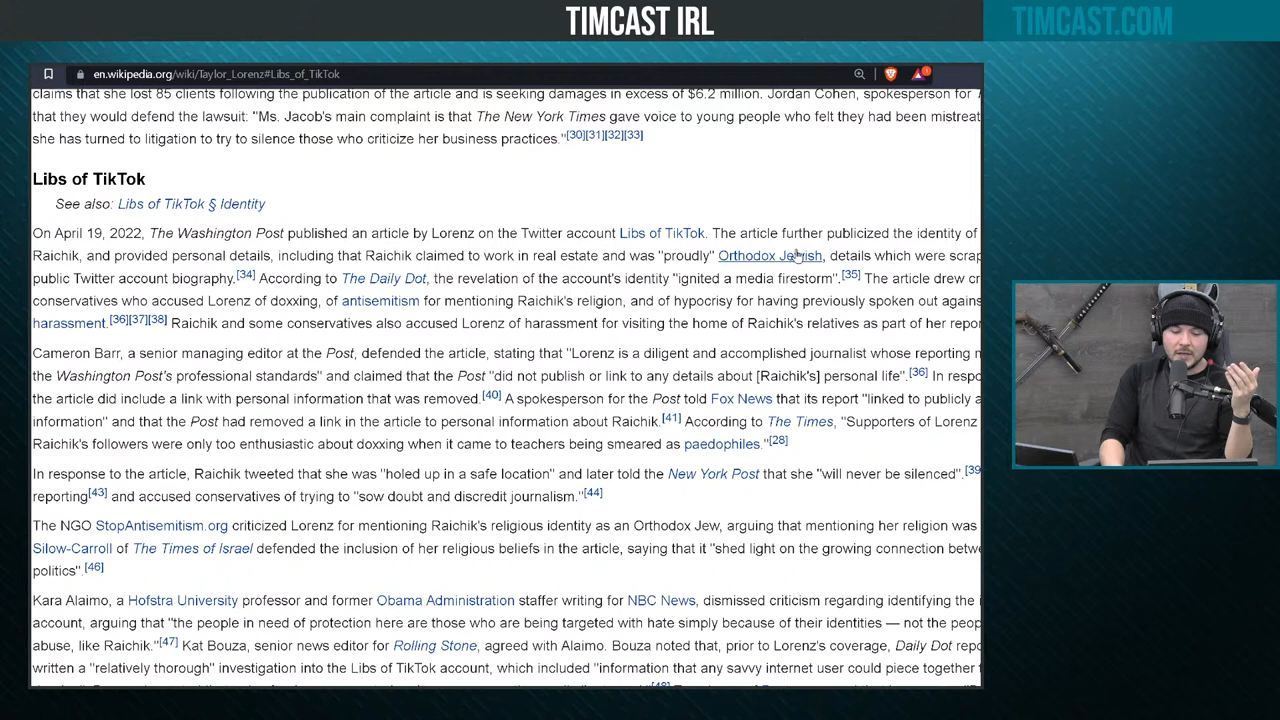 TIMCAST IRL
TIMCAST.COM
en.wikipedia.org/wiki/Taylor_Lorenz#Libs_of_TikTok
claims that she lost 85 clients following the publication of the article and is seeking damages in excess of $6.2 million. Jordan Cohen, spokesperson for
that they would defend the lawsuit: "Ms. Jacob's main complaint is that The New York Times gave voice to young people who felt they had been mistreat
she has turned to litigation to try to silence those who criticize her business practices."[30][31][32][33]
Libs of TikTok
See also: Libs of TikTok § Identity
On April 19, 2022, The Washington Post published an article by Lorenz on the Twitter account Libs of TikTok. The article further publicized the identity of
Raichik, and provided personal details, including that Raichik claimed to work in real estate and was "proudly" Orthodox Jewish, details which were scrap
public Twitter account biography.[34] According to The Daily Dot, the revelation of the account's identity "ignited a media firestorm".[35] The article drew cr
conservatives who accused Lorenz of doxxing, of antisemitism for mentioning Raichik's religion, and of hypocrisy for having previously spoken out agains
harassment.[36][37][38] Raichik and some conservatives also accused Lorenz of harassment for visiting the home of Raichik's relatives as part of her repor
Cameron Barr, a senior managing editor at the Post, defended the article, stating that "Lorenz is a diligent and accomplished journalist whose reporting m
the Washington Post's professional standards" and claimed that the Post "did not publish or link to any details about [Raichik's] personal life".[36] In respo
the article did include a link with personal information that was removed.[40] A spokesperson for the Post told Fox News that its report "linked to publicly a
information" and that the Post had removed a link in the article to personal information about Raichik.[41] According to The Times, "Supporters of Lorenz
Raichik's followers were only too enthusiastic about doxxing when it came to teachers being smeared as paedophiles."[28]
In response to the article, Raichik tweeted that she was "holed up in a safe location" and later told the New York Post that she "will never be silenced".[39
reporting[43] and accused conservatives of trying to "sow doubt and discredit journalism."[44]
The NGO StopAntisemitism.org criticized Lorenz for mentioning Raichik's religious identity as an Orthodox Jew, arguing that mentioning her religion was
Silow-Carroll of The Times of Israel defended the inclusion of her religious beliefs in the article, saying that it "shed light on the growing connection betwe
politics".[46]
Kara Alaimo, a Hofstra University professor and former Obama Administration staffer writing for NBC News, dismissed criticism regarding identifying the i
account, arguing that "the people in need of protection here are those who are being targeted with hate simply because of their identities — not the peop
abuse, like Raichik."[47] Kat Bouza, senior news editor for Rolling Stone, agreed with Alaimo. Bouza noted that, prior to Lorenz's coverage, Daily Dot repo
written a "relatively thorough" investigation into the Libs of TikTok account, which included "information that any savvy internet user could piece together